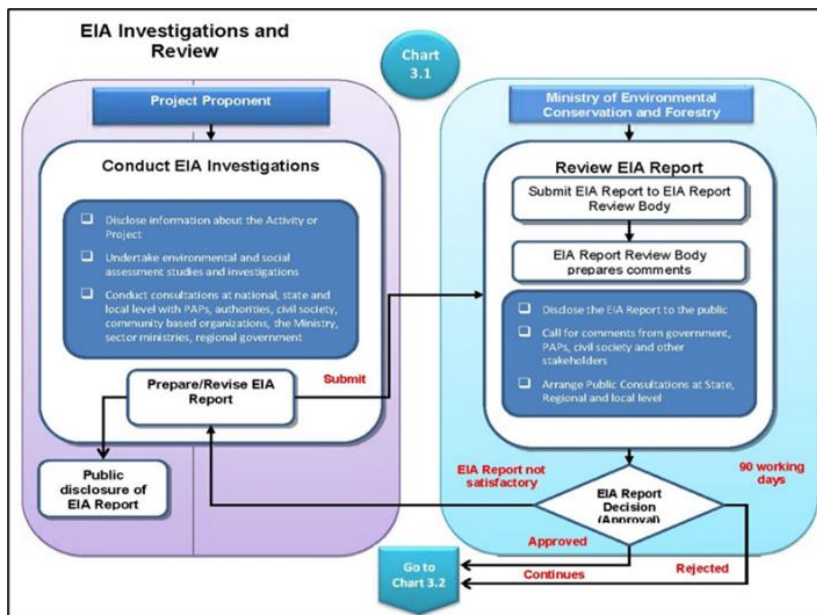 EIA Investigations and
Review
Chart
3.1
Project Proponent
Conduct EIA Investigations
Disclose information about the Activity or
Project
Undertake environmental and social
assessment studies and investigations
Conduct consultations at national, state and
local level with PAPs, authorities, civil society,
community based organizations, the Ministry,
sector ministries, regional government
Prepare/Revise EIA
Report
Submit
Public
disclosure of
EIA Report
Ministry of Environmental
Conservation and Forestry
Review EIA Report
Submit EIA Report to EIA Report
Review Body
EIA Report Review Body
prepares comments
Disclose the EIA Report to the public
Call for comments from government,
PAPs, civil society and other
stakeholders
Arrange Public Consultations at State,
Regional and local level
EIA Report not
satisfactory
90 working
days
EIA Report
Decision
(Approval)
Approved
Continues
Rejected
Go to
Chart 3.2